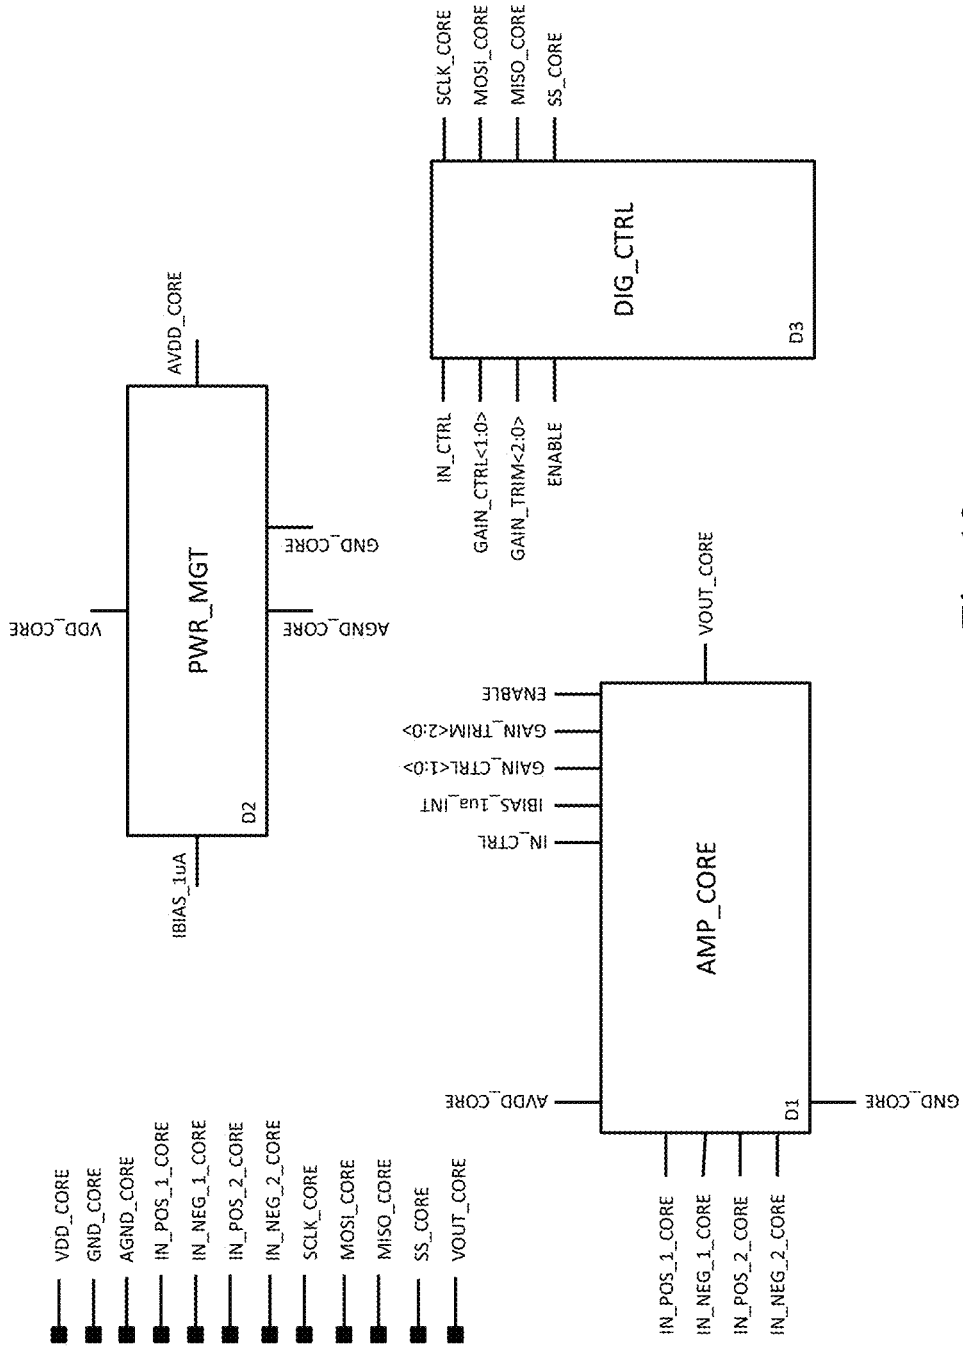 VDD_CORE
GND_CORE
AGND_CORE
IN_POS_1_CORE
IN_NEG_1_CORE
IN_POS_2_CORE
IN_NEG_2_CORE
SCLK_CORE
MOSI_CORE
MISO_CORE
SS_CORE
VOUT_CORE
VDD_CORE
IBIAS_1uA
PWR_MGT
D2
AVDD_CORE
AGND_CORE
GND_CORE
AVDD_CORE
IN_CTRL
IBIAS_1ua_INT
GAIN_CTRL<1:0>
GAIN_TRIM<2:0>
ENABLE
IN_POS_1_CORE
IN_NEG_1_CORE
IN_POS_2_CORE
IN_NEG_2_CORE
AMP_CORE
D1
VOUT_CORE
GND_CORE
IN_CTRL
GAIN_CTRL<1:0>
GAIN_TRIM<2:0>
ENABLE
DIG_CTRL
D3
SCLK_CORE
MOSI_CORE
MISO_CORE
SS_CORE